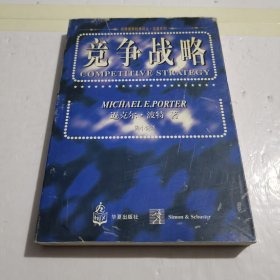 竞争战略
COMPETITIVE STRATEGY
MICHAEL E.PORTER
迈克尔·波特 著
华夏出版社
Simon & Schuster